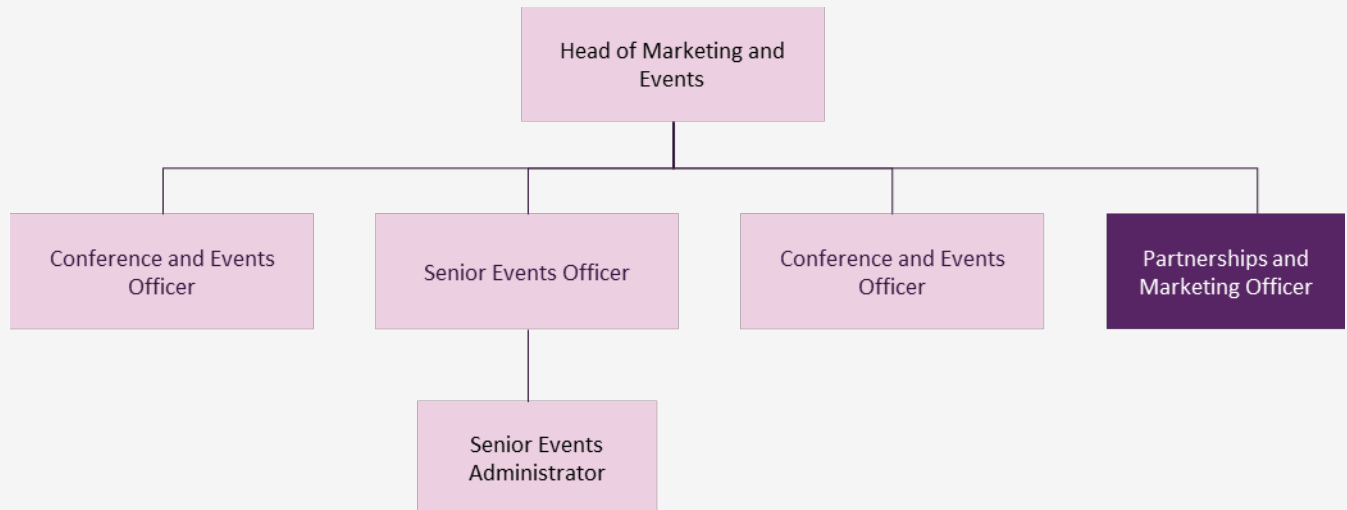 Head of Marketing and
Events
Conference and Events
Officer
Senior Events Officer
Conference and Events
Officer
Partnerships and
Marketing Officer
Senior Events
Administrator